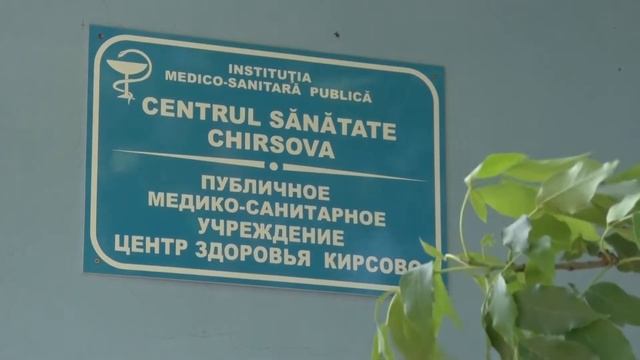 INSTITUȚIA
MEDICO-SANITARĂ PUBLICĂ
CENTRUL SĂNĂTATE
CHIRSOVA
ПУБЛИЧНОЕ
МЕДИКО-САНИТАРНОЕ
УЧРЕЖДЕНИЕ
ЦЕНТР ЗДОРОВЬЯ КИРСОВО